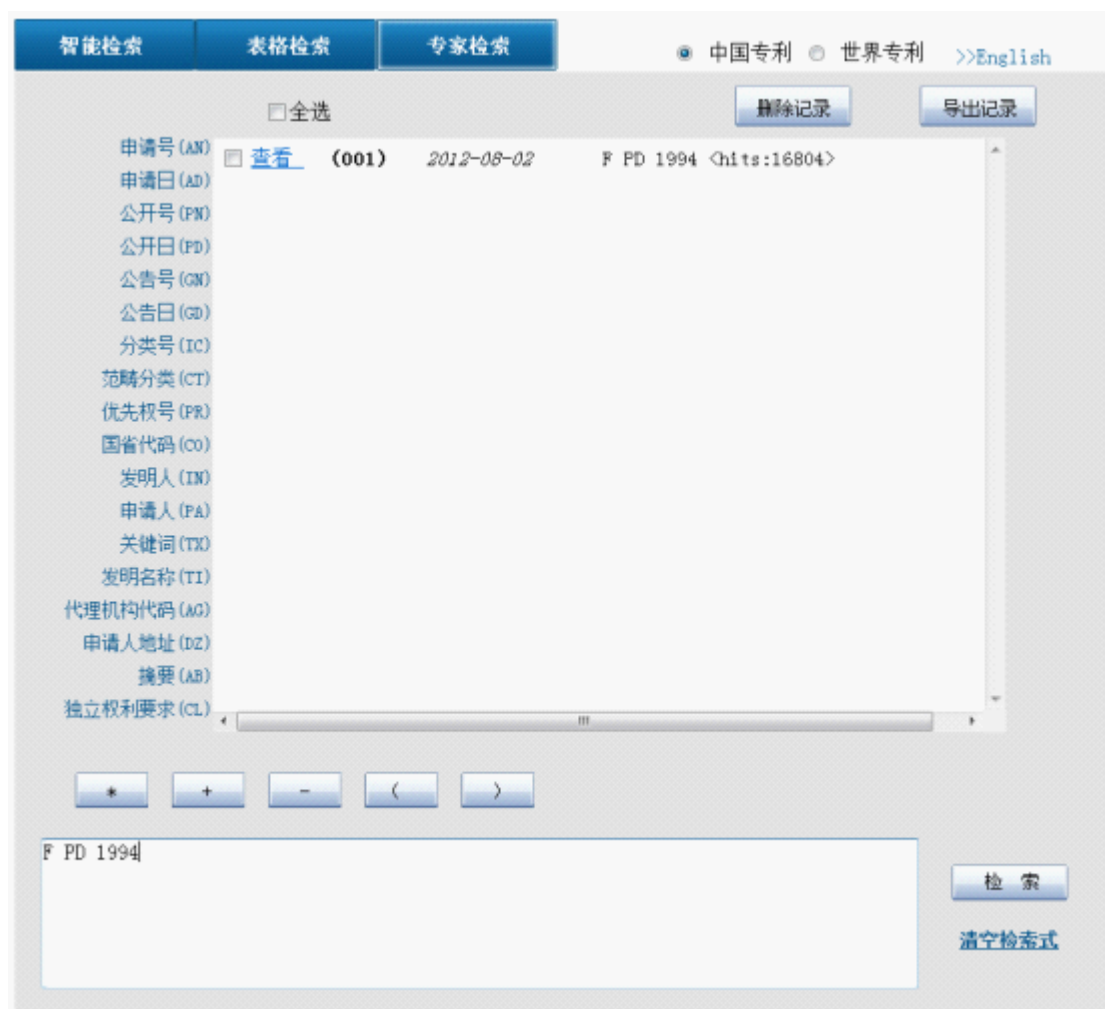 智能检索 表格检索 专家检索 中国专利 世界专利 >>English
全选 删除记录 导出记录
申请号(AN) 查看 (001) 2012-08-02 F PD 1994 <hits:16804>
申请日(AD)
公开号(PN)
公开日(PD)
公告号(GN)
公告日(GD)
分类号(IC)
范畴分类(CT)
优先权号(PR)
国省代码(CO)
发明人(IN)
申请人(PA)
关键词(TX)
发明名称(TI)
代理机构代码(AG)
申请人地址(DZ)
摘要(AB)
独立权利要求(CL)
* + - ( )
F PD 1994
检 索
清空检索式